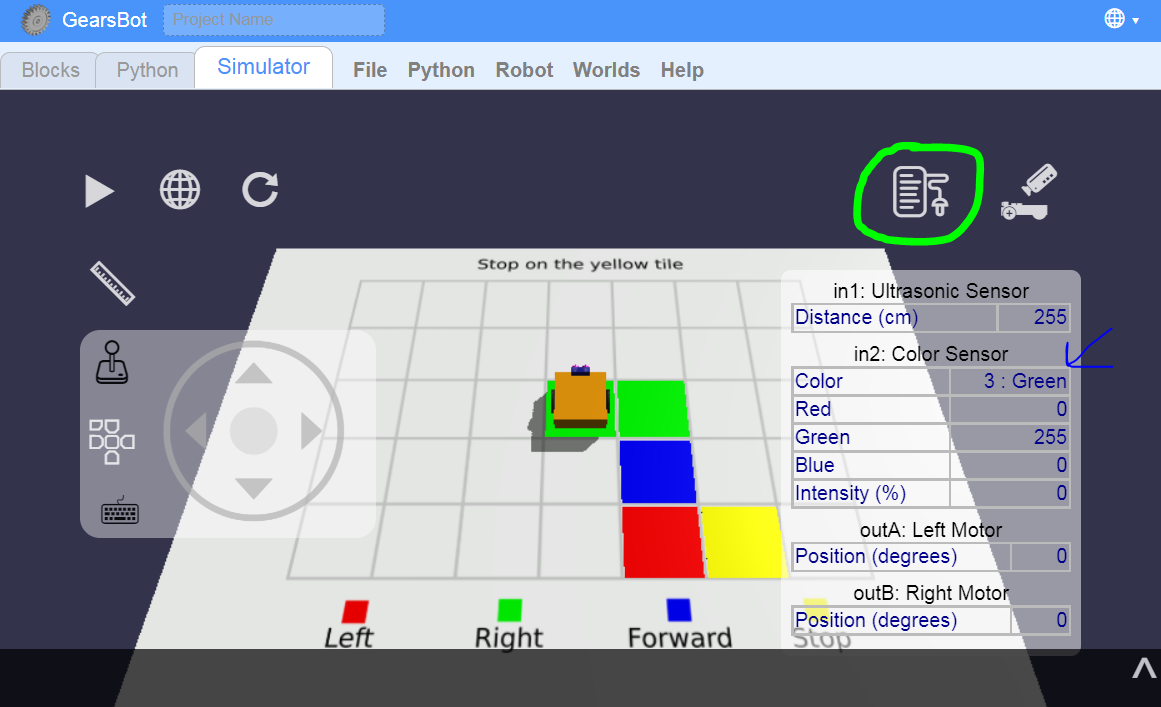 GearsBot Project Name
Blocks Python Simulator File Python Robot Worlds Help
Stop on the yellow tile
in1: Ultrasonic Sensor
Distance (cm) 255
in2: Color Sensor
Color 3 : Green
Red 0
Green 255
Blue 0
Intensity (%) 0
outA: Left Motor
Position (degrees) 0
outB: Right Motor
Position (degrees) 0
Left Right Forward Stop